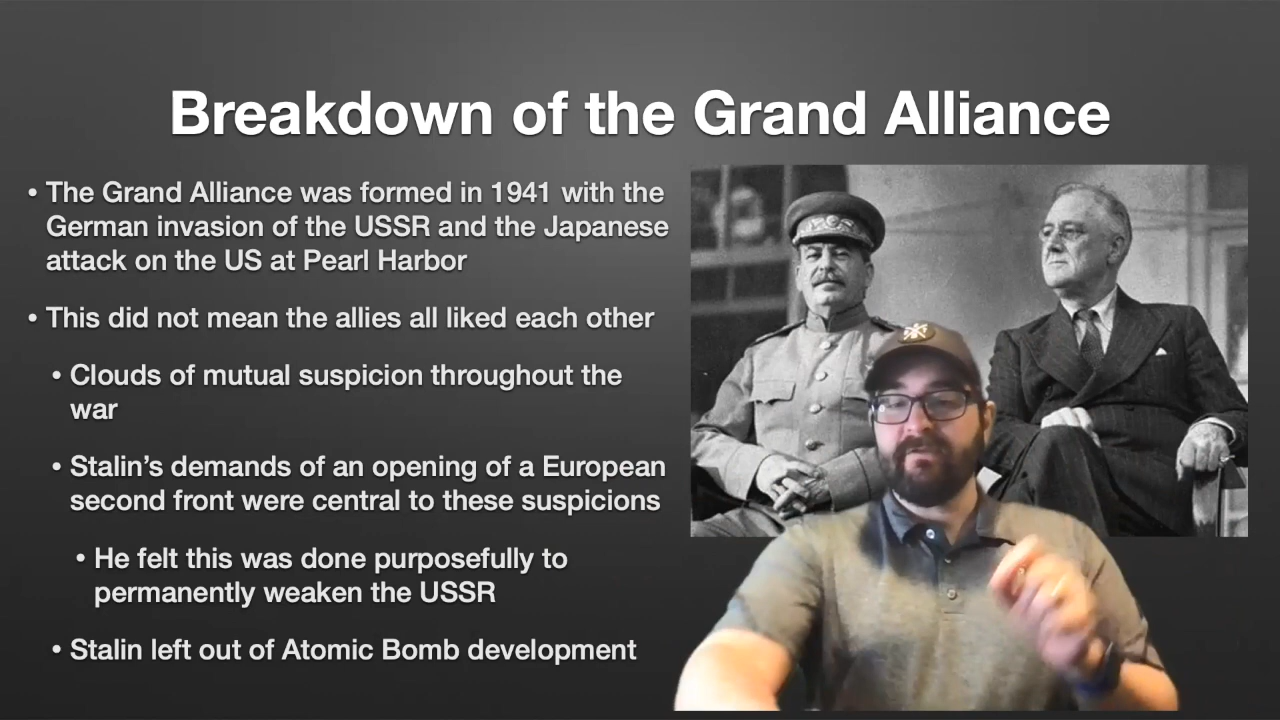 Breakdown of the Grand Alliance
• The Grand Alliance was formed in 1941 with the
German invasion of the USSR and the Japanese
attack on the US at Pearl Harbor
• This did not mean the allies all liked each other
• Clouds of mutual suspicion throughout the
war
• Stalin’s demands of an opening of a European
second front were central to these suspicions
• He felt this was done purposefully to
permanently weaken the USSR
• Stalin left out of Atomic Bomb development